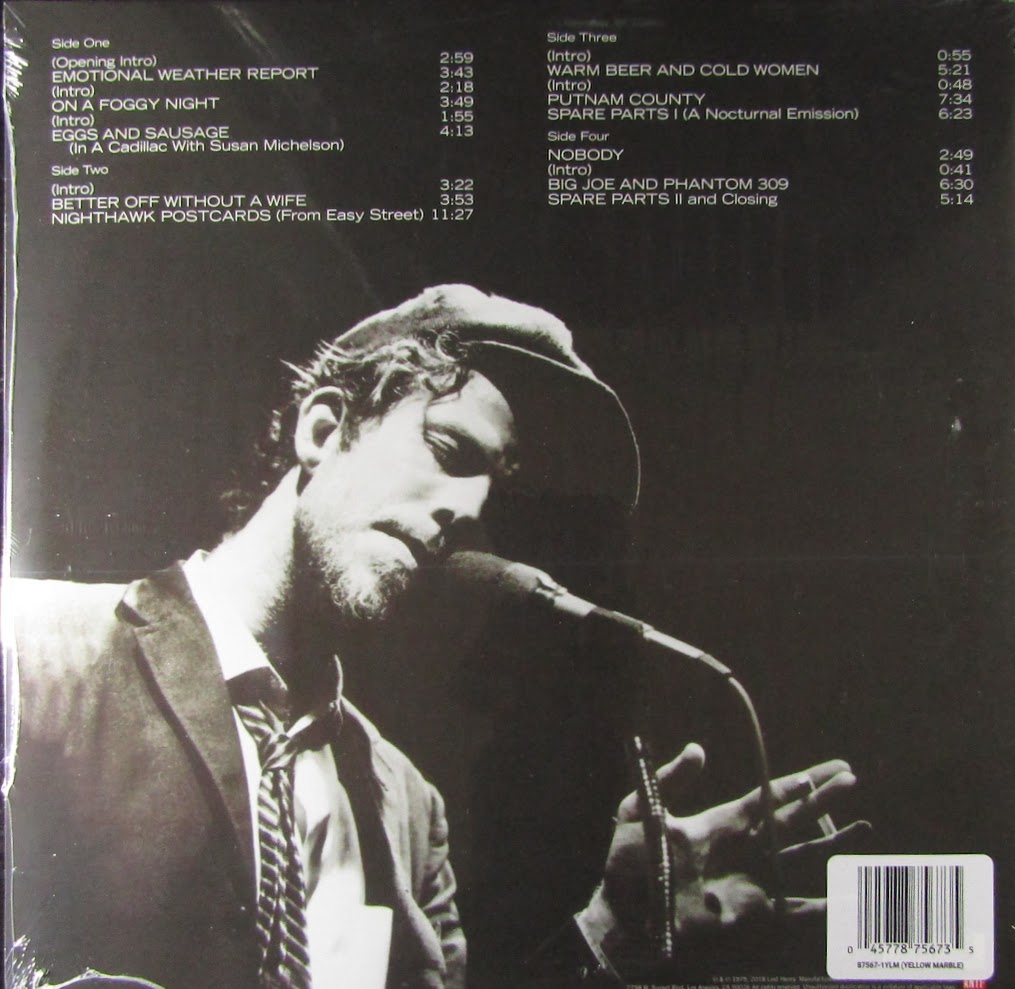 Side One
(Opening Intro) 2:59
EMOTIONAL WEATHER REPORT 3:43
(Intro) 2:18
ON A FOGGY NIGHT 3:49
(Intro) 1:55
EGGS AND SAUSAGE 4:13
(In A Cadillac With Susan Michelson)
Side Two
(Intro) 3:22
BETTER OFF WITHOUT A WIFE 3:53
NIGHTHAWK POSTCARDS (From Easy Street) 11:27
Side Three
(Intro) 0:55
WARM BEER AND COLD WOMEN 5:21
(Intro) 0:48
PUTNAM COUNTY 7:34
SPARE PARTS I (A Nocturnal Emission) 6:23
Side Four
NOBODY 2:49
(Intro) 0:41
BIG JOE AND PHANTOM 309 6:30
SPARE PARTS II and Closing 5:14
0 45778 75673 5
87567-1YLM (YELLOW MARBLE)